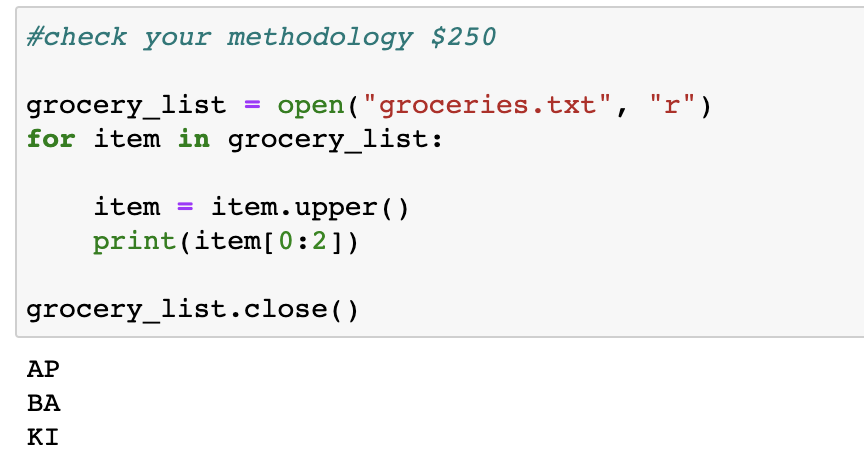 #check your methodology $250
grocery_list = open("groceries.txt", "r")
for item in grocery_list:
    item = item.upper()
    print(item[0:2])
grocery_list.close()
AP
BA
KI